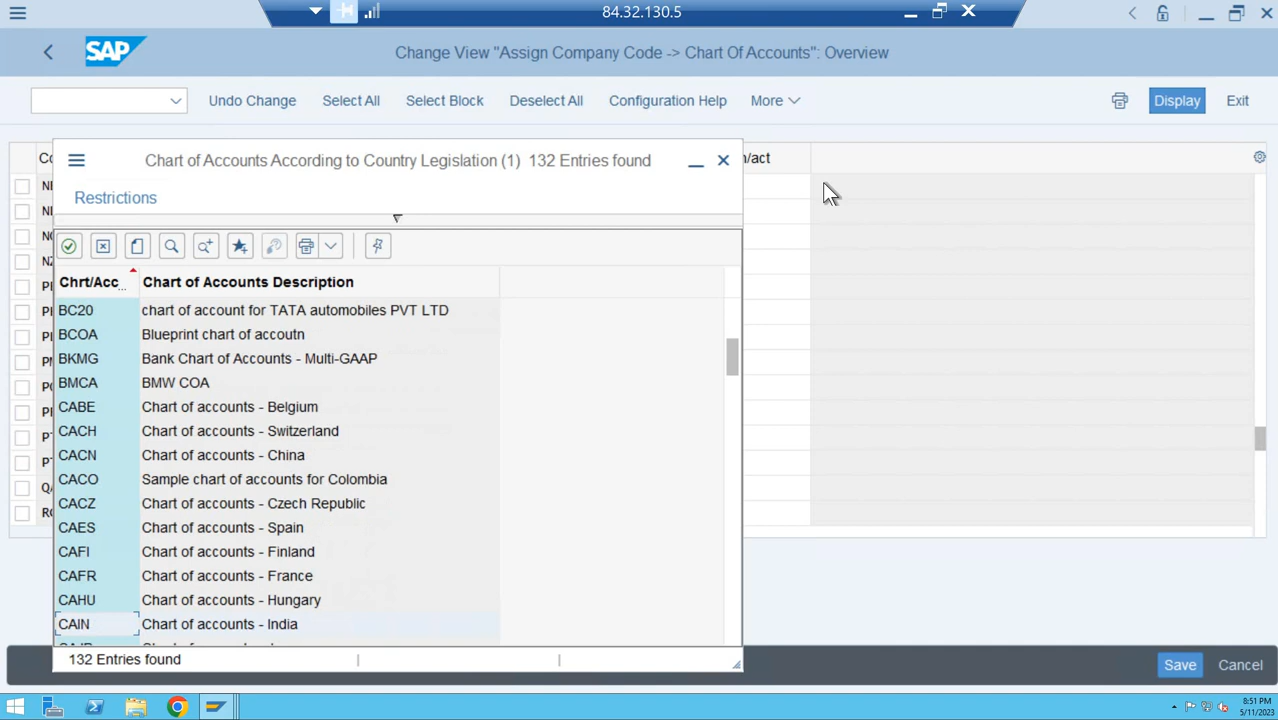 84.32.130.5
SAP
Change View "Assign Company Code -> Chart Of Accounts": Overview
Undo Change Select All Select Block Deselect All Configuration Help More Display Exit
Chart of Accounts According to Country Legislation (1) 132 Entries found
Restrictions
Chrt/Acc... Chart of Accounts Description
BC20 chart of account for TATA automobiles PVT LTD
BCOA Blueprint chart of accoutn
BKMG Bank Chart of Accounts - Multi-GAAP
BMCA BMW COA
CABE Chart of accounts - Belgium
CACH Chart of accounts - Switzerland
CACN Chart of accounts - China
CACO Sample chart of accounts for Colombia
CACZ Chart of accounts - Czech Republic
CAES Chart of accounts - Spain
CAFI Chart of accounts - Finland
CAFR Chart of accounts - France
CAHU Chart of accounts - Hungary
CAIN Chart of accounts - India
132 Entries found
Save Cancel
8:51 PM
5/11/2023